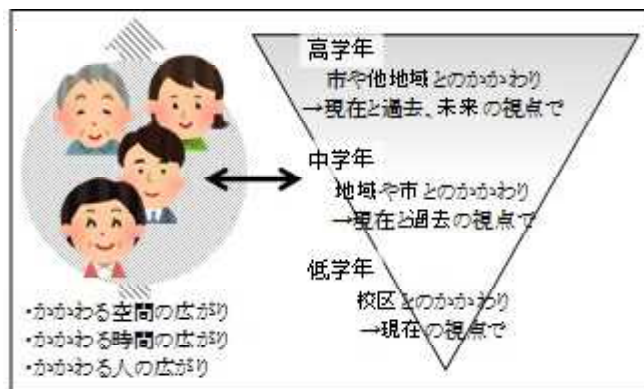 高学年
市や他地域とのかかわり
→現在と過去、未来の視点で
中学年
地域や市とのかかわり
→現在と過去の視点で
低学年
校区とのかかわり
→現在の視点で
・かかわる空間の広がり
・かかわる時間の広がり
・かかわる人の広がり